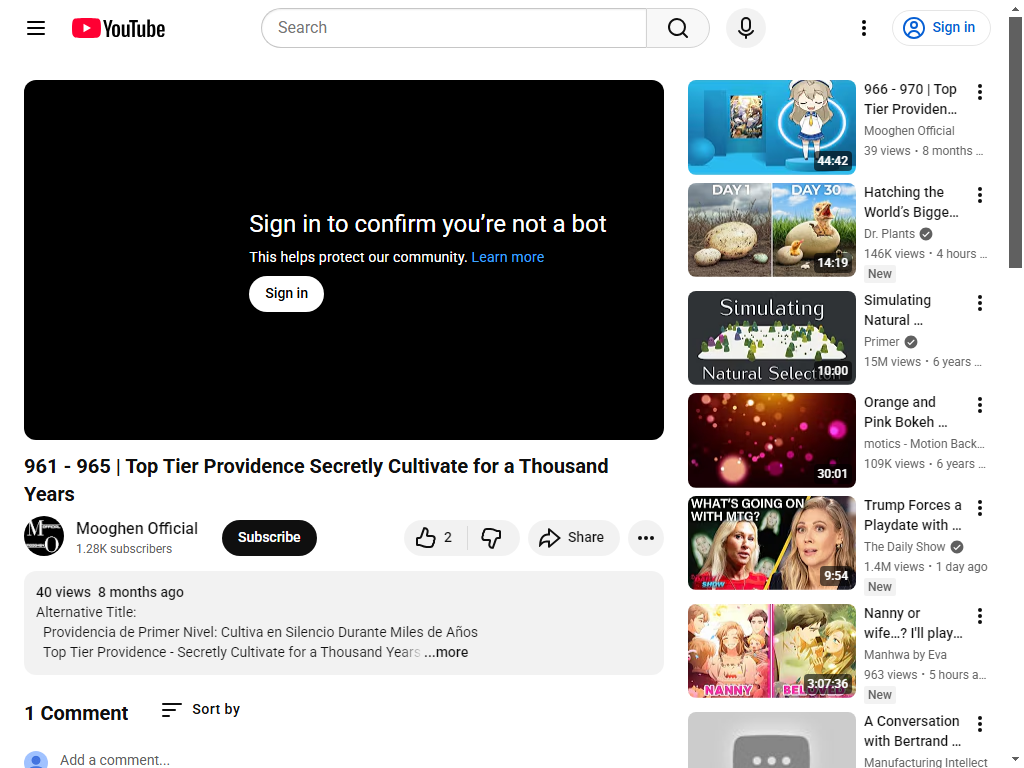 YouTube
Search
Sign in
Sign in to confirm you're not a bot
This helps protect our community. Learn more
Sign in
961 - 965 | Top Tier Providence Secretly Cultivate for a Thousand
Years
Mooghen Official
1.28K subscribers
Subscribe
2
Share
40 views 8 months ago
Alternative Title:
Providencia de Primer Nivel: Cultiva en Silencio Durante Miles de Años
Top Tier Providence - Secretly Cultivate for a Thousand Years ...more
1 Comment
Sort by
Add a comment...
44:42
966 - 970 | Top
Tier Providen...
Mooghen Official
39 views • 8 months ...
DAY 1
DAY 30
14:19
Hatching the
World's Bigge...
Dr. Plants
146K views • 4 hours ...
New
Simulating
Natural Selection
10:00
Simulating
Natural ...
Primer
15M views • 6 years ...
30:01
Orange and
Pink Bokeh ...
motics - Motion Back...
109K views • 6 years ...
WHAT'S GOING ON
WITH MTG?
9:54
Trump Forces a
Playdate with ...
The Daily Show
1.4M views • 1 day ago
New
NANNY
BELOVED
3:07:36
Nanny or
wife...? I'll play...
Manhwa by Eva
963 views • 5 hours a...
New
A Conversation
with Bertrand ...
Manufacturing Intellect